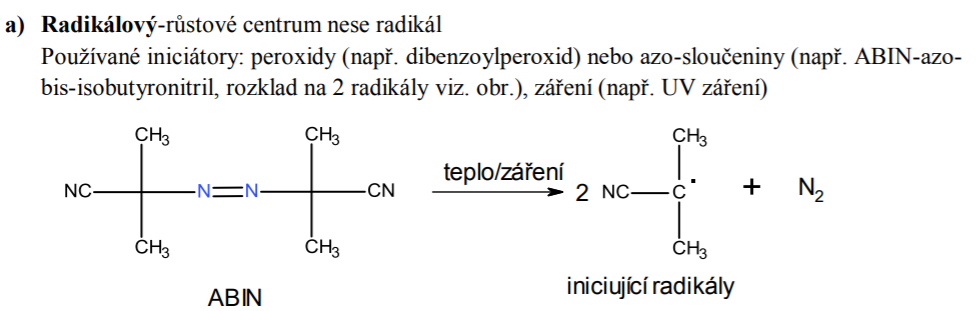 a) Radikálový-růstové centrum nese radikál
Používané iniciátory: peroxidy (např. dibenzoylperoxid) nebo azo-sloučeniny (např. ABIN-azo-
bis-isobutyronitril, rozklad na 2 radikály viz. obr.), záření (např. UV záření)
CH3 CH3 CH3
teplo/záření
NC N N CN 2 NC C· + N2
CH3 CH3 CH3
ABIN iniciující radikály